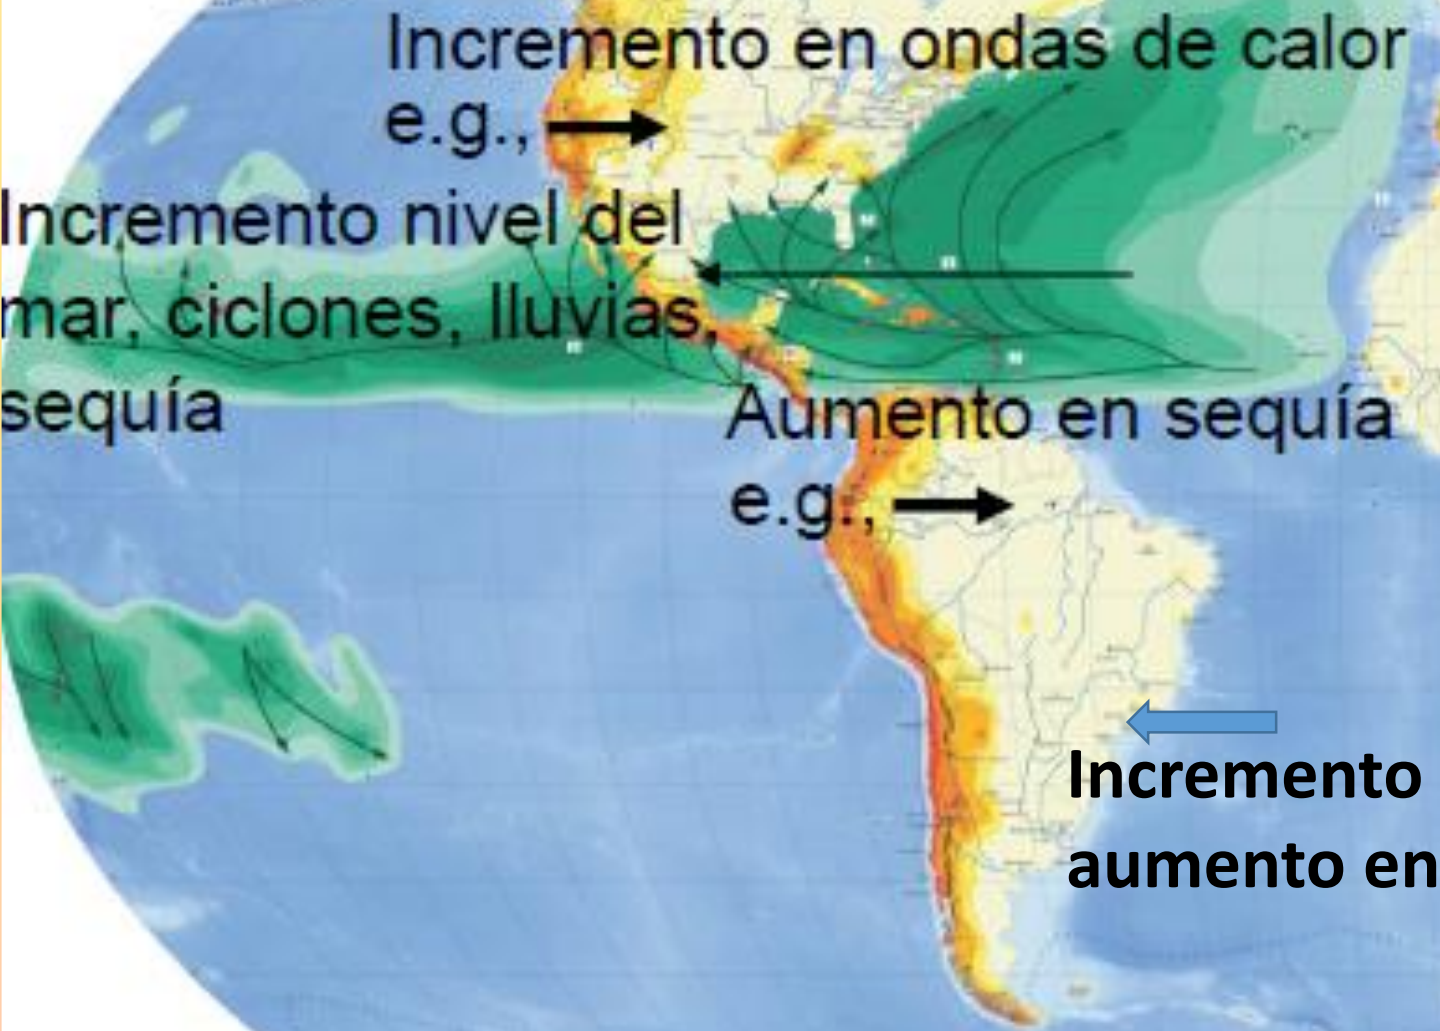 Incremento en ondas de calor
e.g.,
Incremento nivel del
mar, ciclones, lluvias,
sequía
Aumento en sequía
e.g.,
Incremento
aumento en